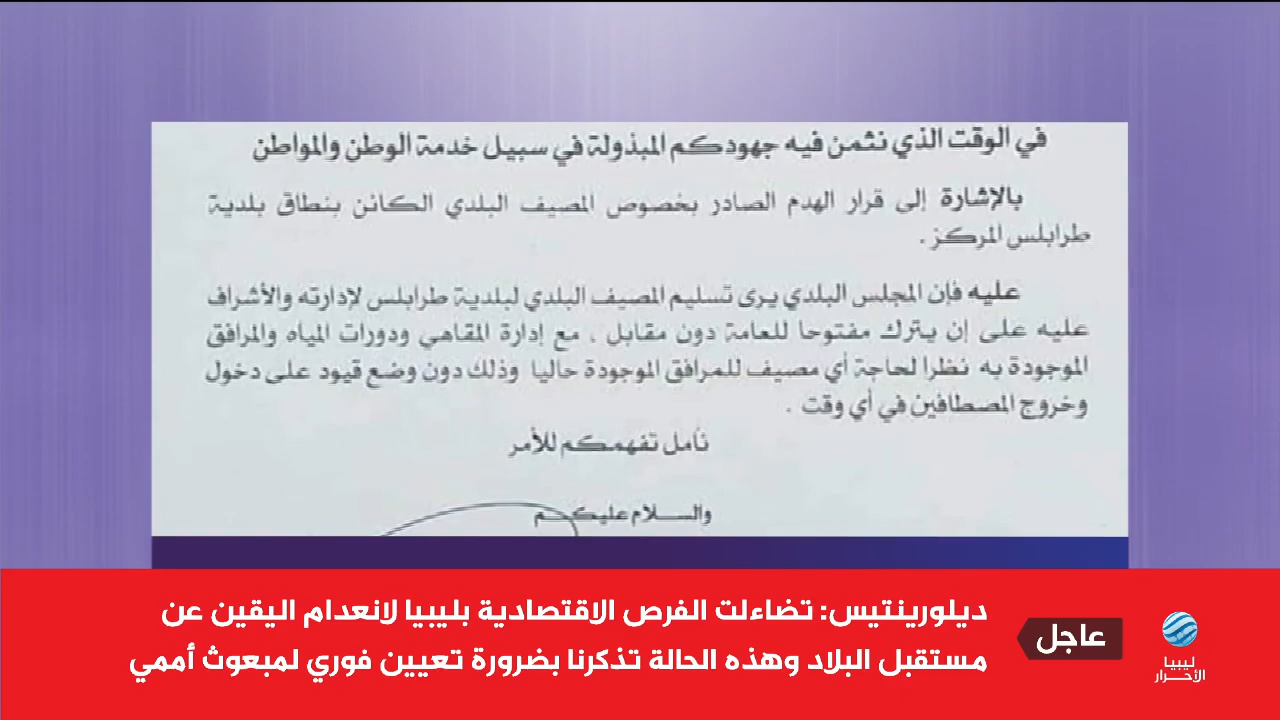 في الوقت الذي نثمن فيه جهودكم المبذولة في سبيل خدمة الوطن والمواطن
بالإشارة إلى قرار الهدم الصادر بخصوص المصيف البلدي الكائن بنطاق بلدية
طرابلس المركز .
عليه فإن المجلس البلدي يرى تسليم المصيف البلدي لبلدية طرابلس لإدارته والأشراف
عليه على إن يترك مفتوحا للعامة دون مقابل ، مع إدارة المقاهي ودورات المياه والمرافق
الموجودة به نظرا لحاجة أي مصيف للمرافق الموجودة حاليا وذلك دون وضع قيود على دخول
وخروج المصطافين في أي وقت .
نأمل تفهمكم للأمر
والسلام عليكم
عاجل
ديلورينتيس: تضاءلت الفرص الاقتصادية بليبيا لانعدام اليقين عن
مستقبل البلاد وهذه الحالة تذكرنا بضرورة تعيين فوري لمبعوث أممي
ليبيا
الأحرار